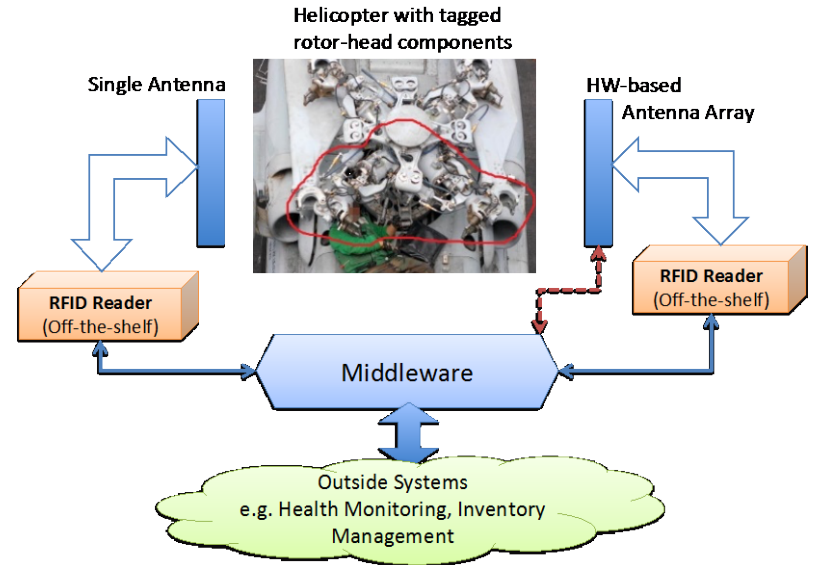 Helicopter with tagged
rotor-head components
Single Antenna
HW-based
Antenna Array
RFID Reader
(Off-the-shelf)
RFID Reader
(Off-the-shelf)
Middleware
Outside Systems
e.g. Health Monitoring, Inventory
Management